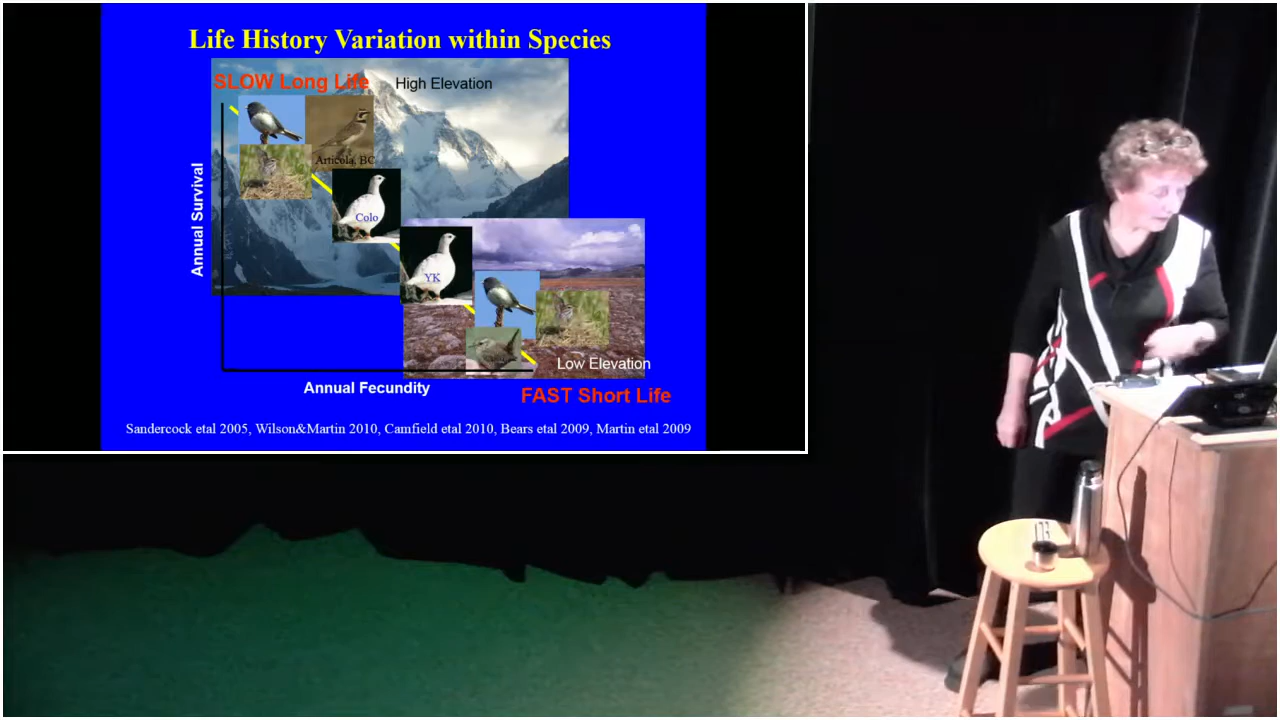 Life History Variation within Species
SLOW Long Life
High Elevation
Articola, BC
Annual Survival
Colo
YK
Low Elevation
Annual Fecundity
FAST Short Life
Sandercock etal 2005, Wilson&Martin 2010, Camfield etal 2010, Bears etal 2009, Martin etal 2009